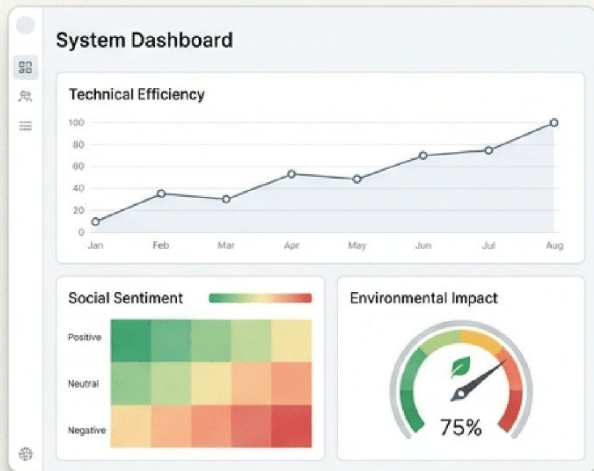 System Dashboard
Technical Efficiency
100
80
60
40
20
0
Jan Feb Mar Apr May Jun Jul Aug
Social Sentiment
Positive
Neutral
Negative
Environmental Impact
75%